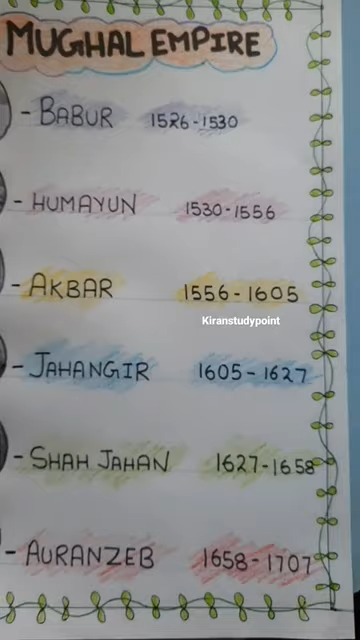 MUGHAL EMPIRE
- BABUR 1526-1530
- HUMAYUN 1530-1556
- AKBAR 1556-1605
Kiranstudypoint
- JAHANGIR 1605-1627
- SHAH JAHAN 1627-1658
- AURANZEB 1658-1707